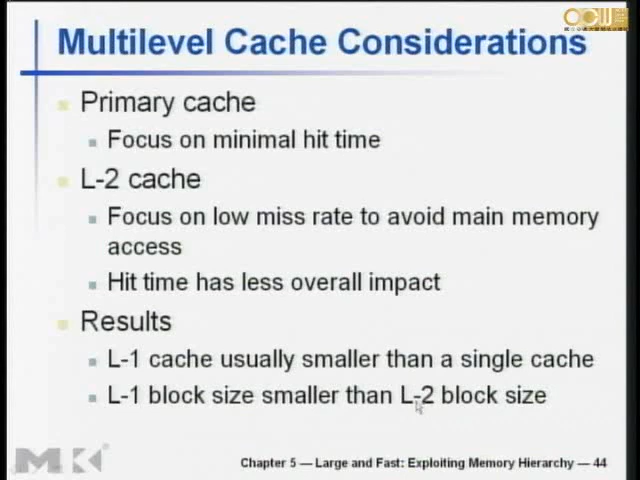 OCW
Multilevel Cache Considerations
Primary cache
Focus on minimal hit time
L-2 cache
Focus on low miss rate to avoid main memory
access
Hit time has less overall impact
Results
L-1 cache usually smaller than a single cache
L-1 block size smaller than L-2 block size
MK
Chapter 5 — Large and Fast: Exploiting Memory Hierarchy — 44